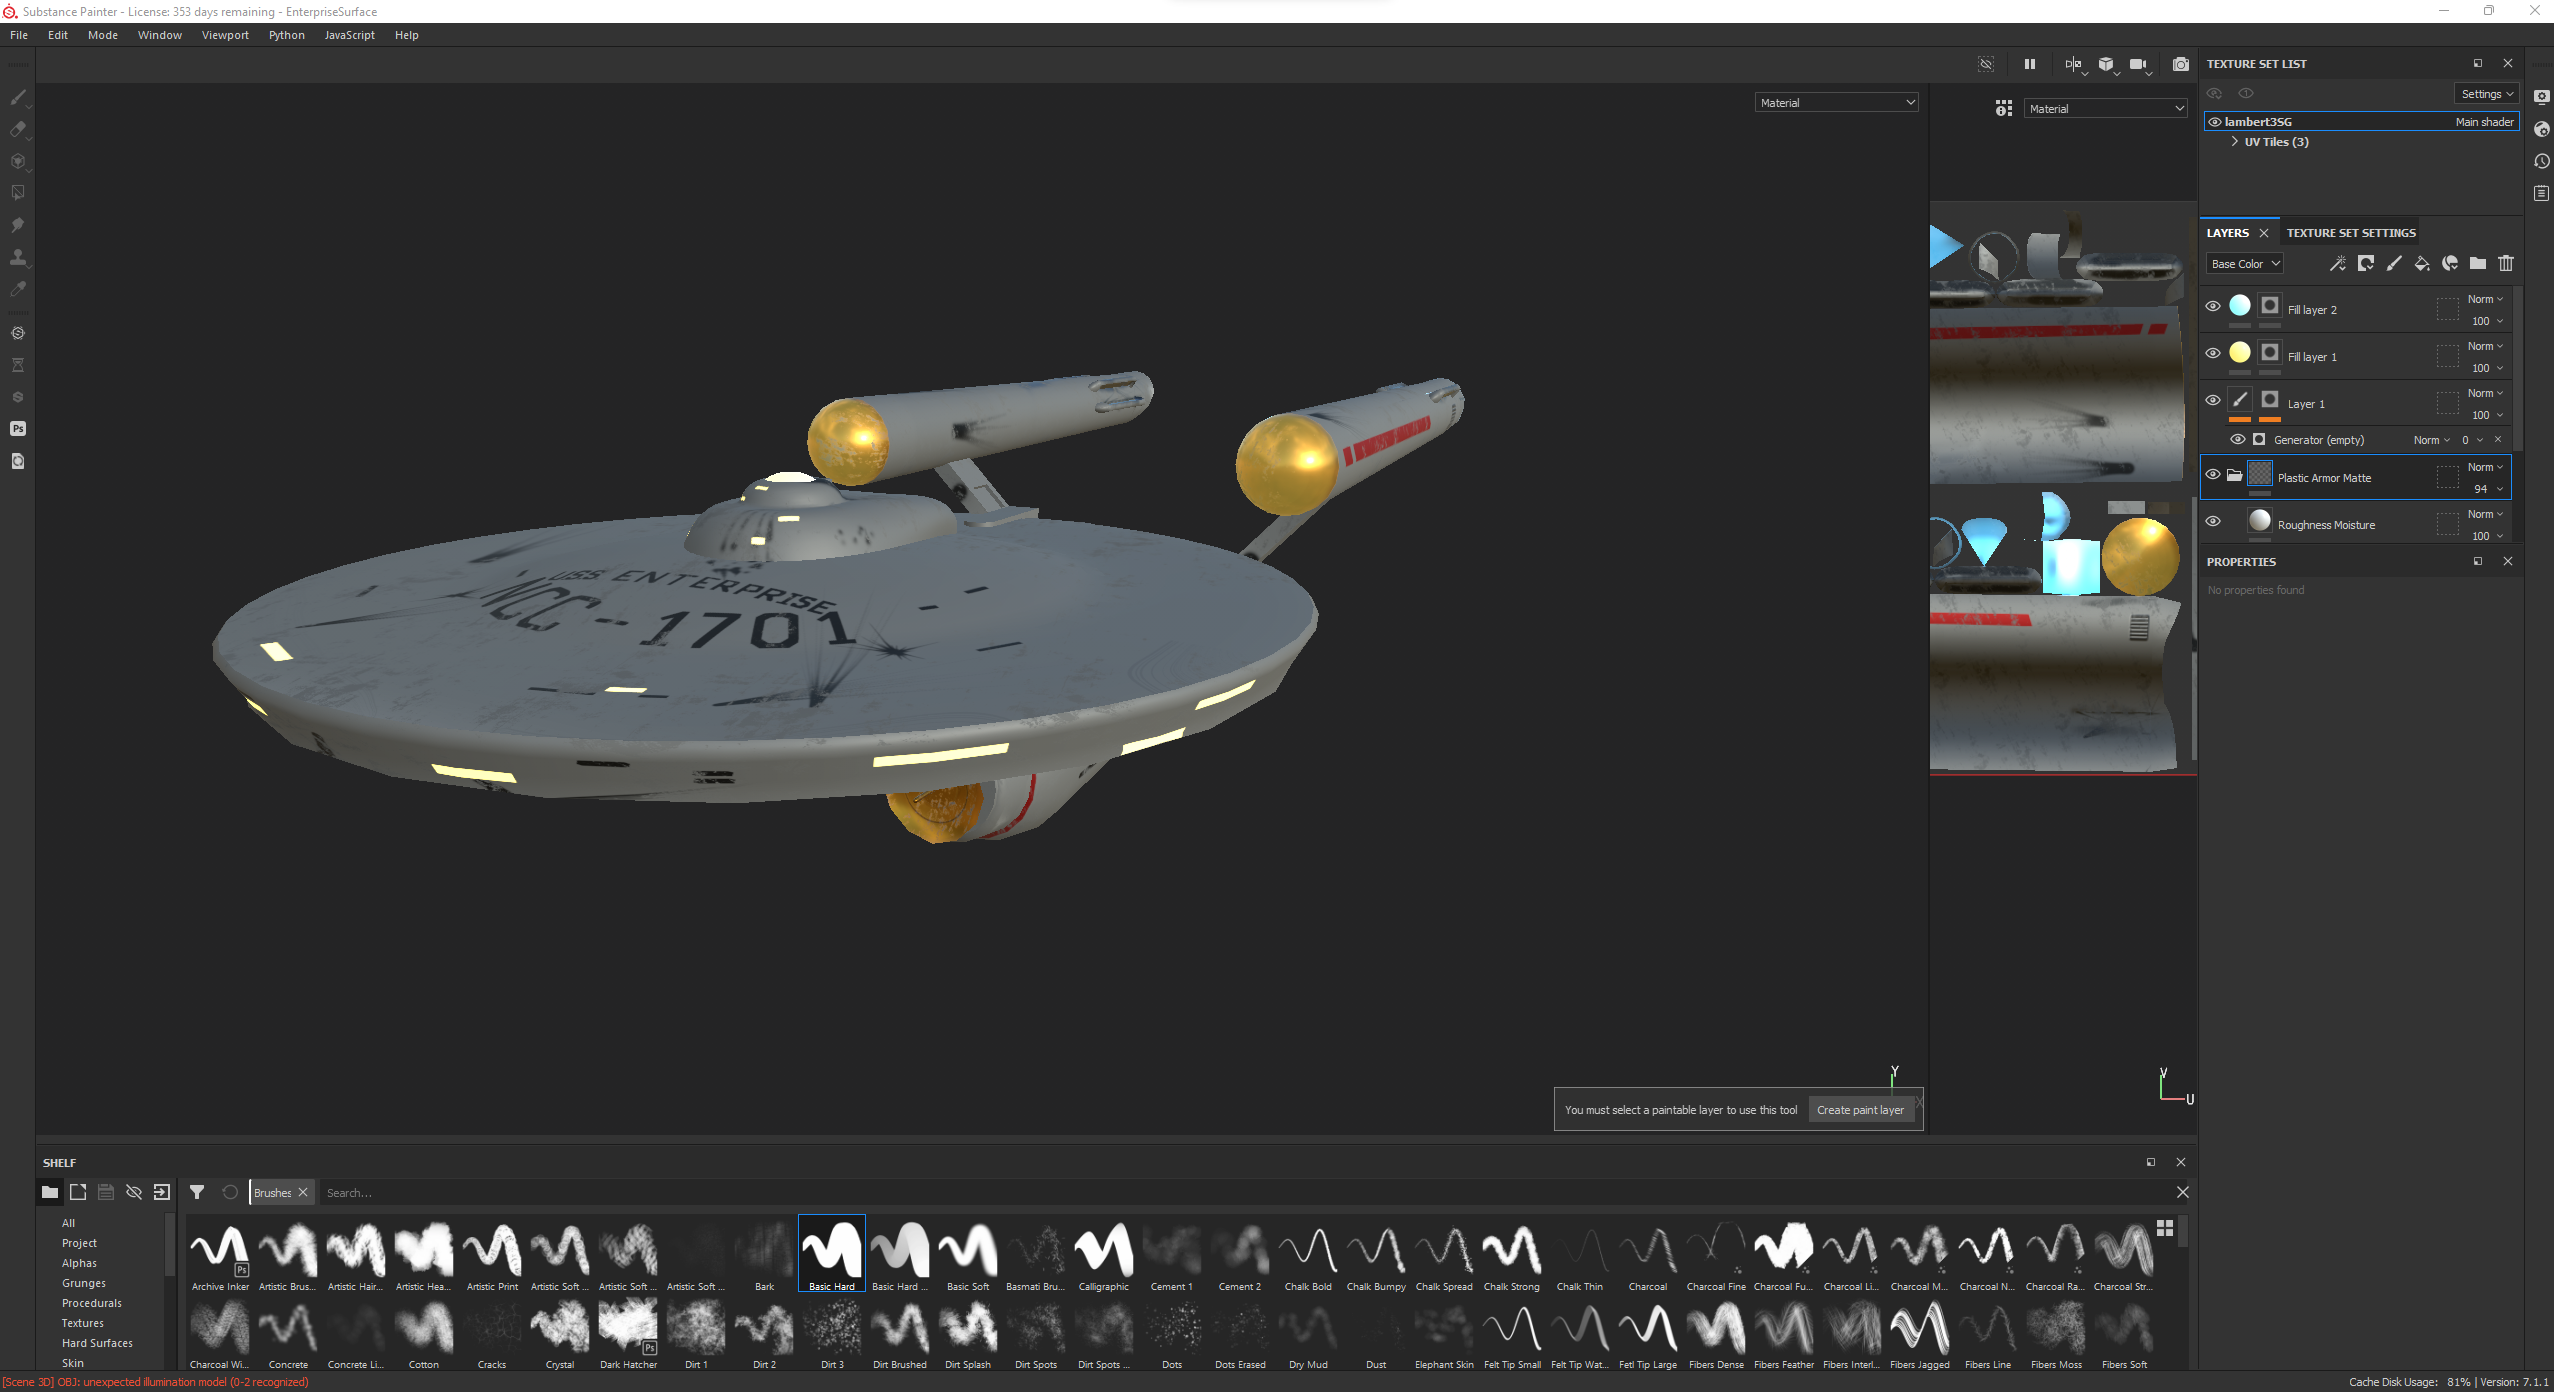 Substance Painter - License: 353 days remaining - EnterpriseSurface
File Edit Mode Window Viewport Python JavaScript Help
Material
Material
USS ENTERPRISE
NCC - 1701
TEXTURE SET LIST
Settings
lambert3SG Main shader
UV Tiles (3)
LAYERS TEXTURE SET SETTINGS
Base Color
Fill layer 2 Norm 100
Fill layer 1 Norm 100
Layer 1 Norm 100
Generator (empty) Norm 0
Plastic Armor Matte Norm 94
Roughness Moisture Norm 100
PROPERTIES
No properties found
Y
V
U
You must select a paintable layer to use this tool Create paint layer
SHELF
Brushes Search...
All
Project
Alphas
Grunges
Procedurals
Textures
Hard Surfaces
Skin
Ps
Archive Inker Artistic Brus... Artistic Hair... Artistic Hea... Artistic Print Artistic Soft ... Artistic Soft ... Artistic Soft ... Bark Basic Hard Basic Hard ... Basic Soft Basmati Bru... Calligraphic Cement 1 Cement 2 Chalk Bold Chalk Bumpy Chalk Spread Chalk Strong Chalk Thin Charcoal Charcoal Fine Charcoal Fu... Charcoal Li... Charcoal M... Charcoal N... Charcoal Ra... Charcoal Str...
Ps
Charcoal Wi... Concrete Concrete Li... Cotton Cracks Crystal Dark Hatcher Dirt 1 Dirt 2 Dirt 3 Dirt Brushed Dirt Splash Dirt Spots Dirt Spots ... Dots Dots Erased Dry Mud Dust Elephant Skin Felt Tip Small Felt Tip Wat... Fetl Tip Large Fibers Dense Fibers Feather Fibers Interl... Fibers Jagged Fibers Line Fibers Moss Fibers Soft
Ps
[Scene 3D] OBJ: unexpected illumination model (0-2 recognized)
Cache Disk Usage: 81% | Version: 7.1.1